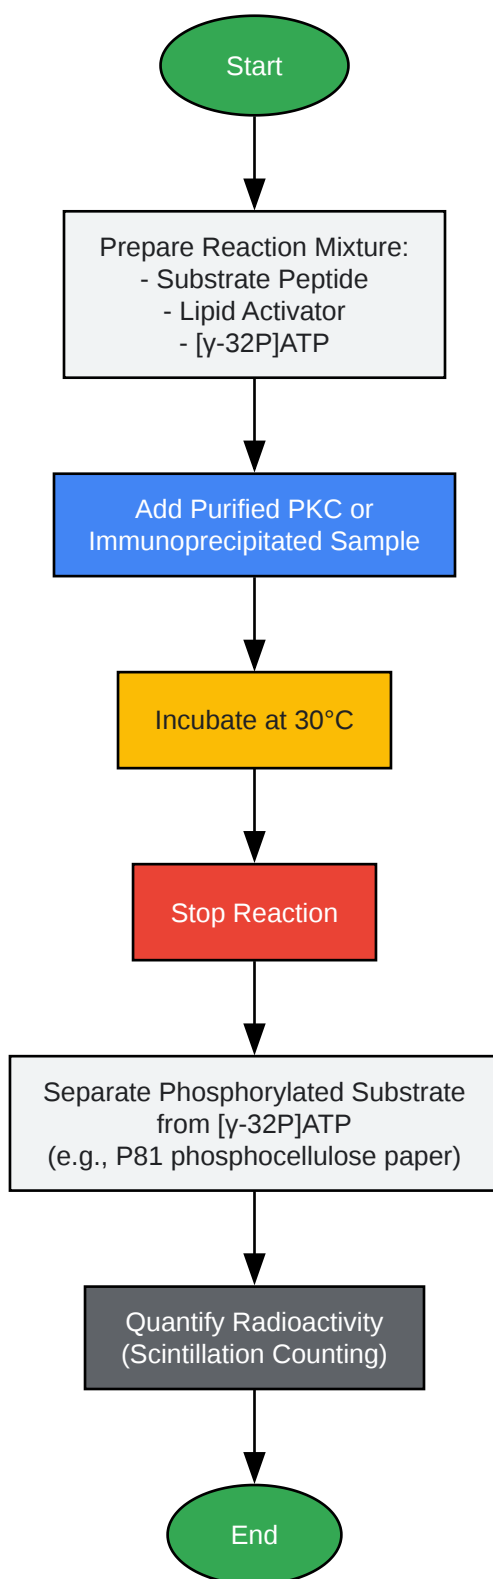 Start
Prepare Reaction Mixture:
- Substrate Peptide
- Lipid Activator
- [γ-32P]ATP
Add Purified PKC or
Immunoprecipitated Sample
Incubate at 30°C
Stop Reaction
Separate Phosphorylated Substrate
from [γ-32P]ATP
(e.g., P81 phosphocellulose paper)
Quantify Radioactivity
(Scintillation Counting)
End